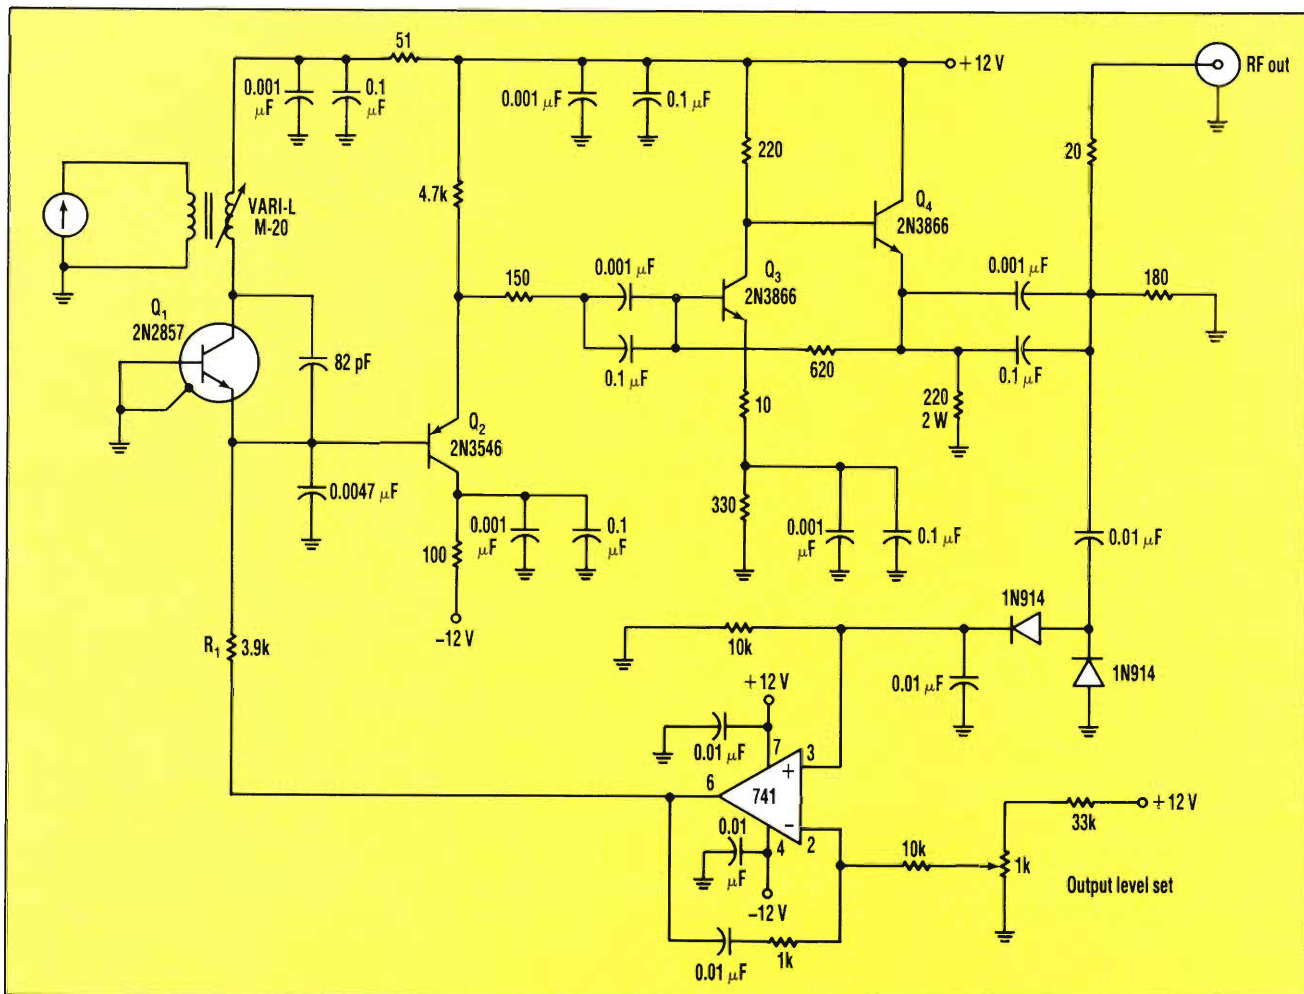 51
+12 V
RF out
0.001
μF
0.1
μF
0.001 μF
0.1 μF
220
20
VARI-L
M-20
4.7k
Q4
2N3866
Q1
2N2857
150
0.001 μF
Q3
2N3866
0.001 μF
180
82 pF
0.1 μF
620
0.1 μF
10
220
2 W
Q2
2N3546
0.0047 μF
330
0.001
μF
0.1 μF
0.01 μF
100
0.001
μF
0.1
μF
–12 V
1N914
R1
3.9k
10k
0.01 μF
1N914
+12 V
0.01 μF
7
3
+
6
741
–
0.01
μF
4
2
–12 V
10k
33k
+12 V
1k
Output level set
0.01 μF
1k